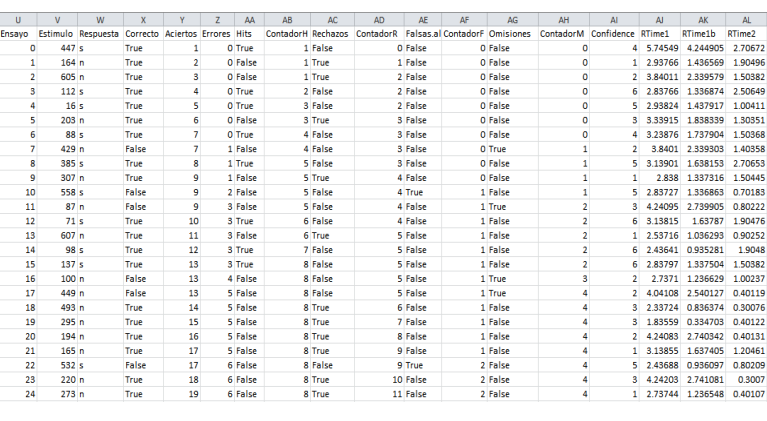 U V W X Y Z AA AB AC AD AE AF AG AH AI AJ AK AL
Ensayo Estimulo Respuesta Correcto Aciertos Errores Hits ContadorH Rechazos ContadorR Falsas.al ContadorF Omisiones ContadorM Confidence RTime1 RTime1b RTime2
0 447 s True 1 0 True 1 False 0 False 0 False 0 4 5.74549 4.244905 2.70672
1 164 n True 2 0 False 1 True 1 False 0 False 0 1 2.93766 1.436569 1.90496
2 605 n True 3 0 False 1 True 2 False 0 False 0 2 3.84011 2.339579 1.50382
3 112 s True 4 0 True 2 False 2 False 0 False 0 6 2.83782 1.336874 2.50649
4 16 s True 5 0 True 3 False 2 False 0 False 0 5 2.93824 1.437917 1.00411
5 203 n True 6 0 False 3 True 3 False 0 False 0 3 3.33915 1.838339 1.30351
6 88 s True 7 0 True 4 False 3 False 0 False 0 4 3.23876 1.737904 1.50368
7 429 n False 7 1 False 4 False 3 False 0 True 1 2 3.8401 2.339303 1.40358
8 385 s True 8 1 True 5 False 3 False 0 False 1 5 3.13901 1.638153 2.70653
9 307 n True 9 1 False 5 True 4 False 0 False 1 1 2.838 1.337316 1.50445
10 558 s False 9 2 False 5 False 4 True 1 False 1 5 2.83727 1.336863 0.70183
11 87 n False 9 3 False 5 False 4 False 1 True 2 3 4.24095 2.739905 0.80222
12 71 s True 10 3 True 6 False 4 False 1 False 2 6 3.13815 1.63787 1.90476
13 607 n True 11 3 False 6 True 5 False 1 False 2 1 2.53716 1.036293 0.90252
14 98 s True 12 3 True 7 False 5 False 1 False 2 6 2.43641 0.935281 1.9048
15 137 s True 13 3 True 8 False 5 False 1 False 2 6 2.83797 1.337504 1.50382
16 100 n False 13 4 False 8 False 5 False 1 True 3 2 2.7371 1.236629 1.00237
17 449 n False 13 5 False 8 False 5 False 1 True 4 2 4.04108 2.540127 0.40119
18 493 n True 14 5 False 8 True 6 False 1 False 4 3 2.33724 0.836374 0.30076
19 295 n True 15 5 False 8 True 7 False 1 False 4 3 1.83559 0.334703 0.40122
20 194 n True 16 5 False 8 True 8 False 1 False 4 2 4.24083 2.740342 0.40131
21 165 n True 17 5 False 8 True 9 False 1 False 4 1 3.13855 1.637405 1.20461
22 532 s False 17 6 False 8 False 9 True 2 False 4 5 2.43688 0.936097 0.80209
23 220 n True 18 6 False 8 True 10 False 2 False 4 3 4.24203 2.741081 0.3007
24 273 n True 19 6 False 8 True 11 False 2 False 4 1 2.73744 1.236548 0.40107